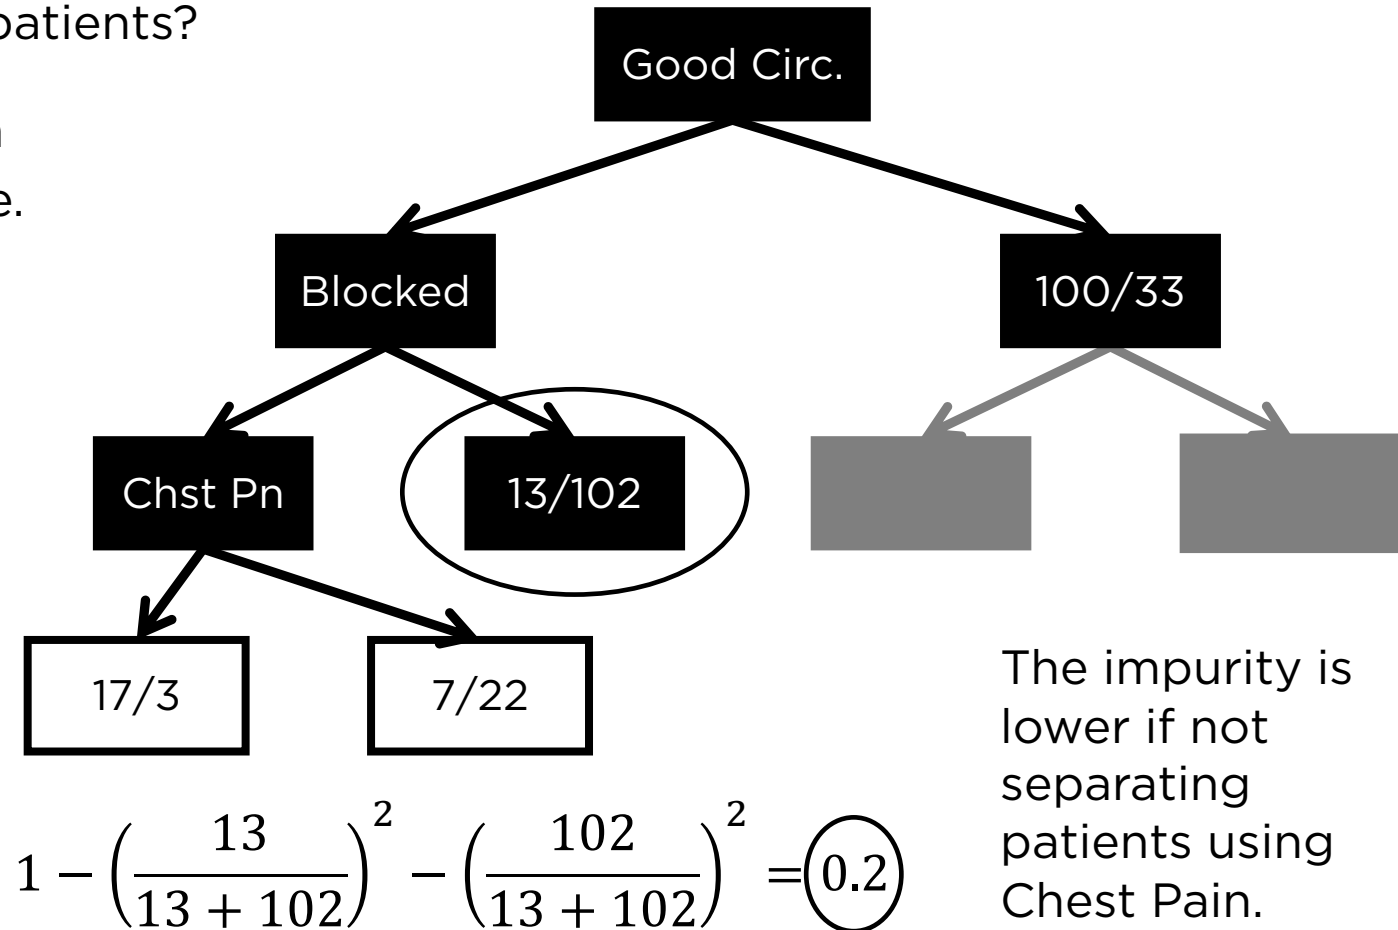 patients?
e.
Good Circ.
Blocked
100/33
Chst Pn
13/102
17/3
7/22
The impurity is
lower if not
separating
patients using
Chest Pain.
1 − (13/(13 + 102))² − (102/(13 + 102))² = 0.2